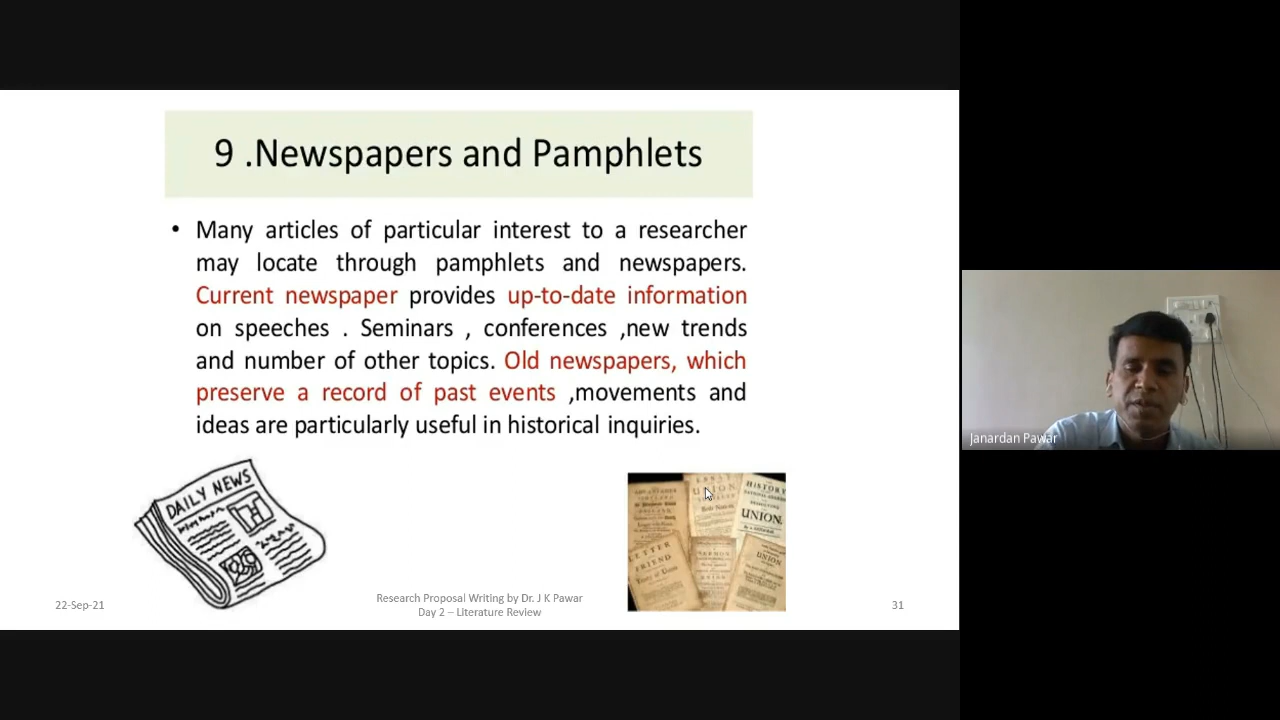 9 .Newspapers and Pamphlets
• Many articles of particular interest to a researcher
may locate through pamphlets and newspapers.
Current newspaper provides up-to-date information
on speeches . Seminars , conferences ,new trends
and number of other topics. Old newspapers, which
preserve a record of past events ,movements and
ideas are particularly useful in historical inquiries.
DAILY NEWS
UNION
HISTORY
UNION.
LETTER
FRIEND
SERMON
UNION
UNION
22-Sep-21
Research Proposal Writing by Dr. J K Pawar
Day 2 – Literature Review
31
Janardan Pawar